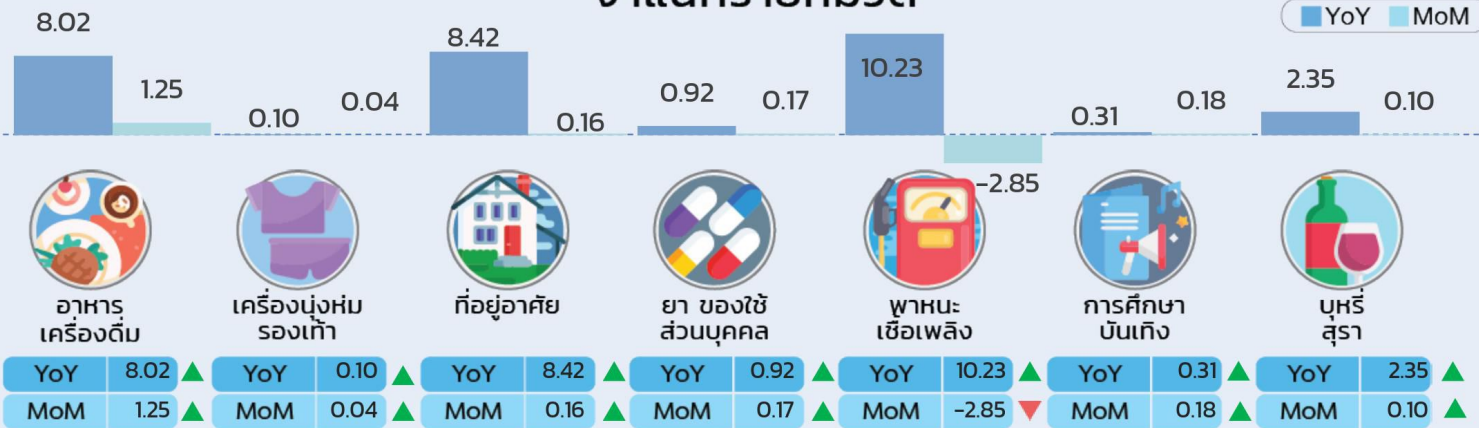 YoY MoM
8.02 1.25 0.10 0.04 8.42 0.16 0.92 0.17 10.23 -2.85 0.31 0.18 2.35 0.10
อาหาร
เครื่องดื่ม
เครื่องนุ่งห่ม
รองเท้า
ที่อยู่อาศัย
ยา ของใช้
ส่วนบุคคล
พาหนะ
เชื้อเพลิง
การศึกษา
บันเทิง
บุหรี่
สุรา
YoY 8.02 YoY 0.10 YoY 8.42 YoY 0.92 YoY 10.23 YoY 0.31 YoY 2.35
MoM 1.25 MoM 0.04 MoM 0.16 MoM 0.17 MoM -2.85 MoM 0.18 MoM 0.10